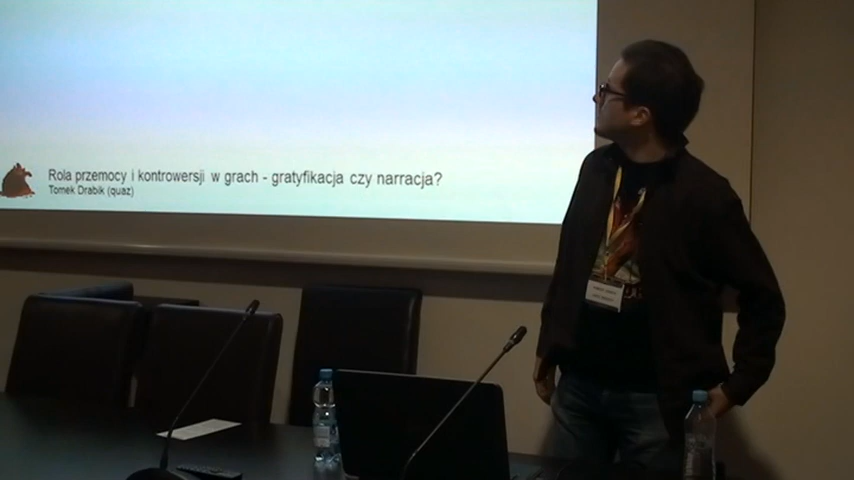 Rola przemocy i kontrowersji w grach - gratyfikacja czy narracja?
Tomek Drabik (quaz)